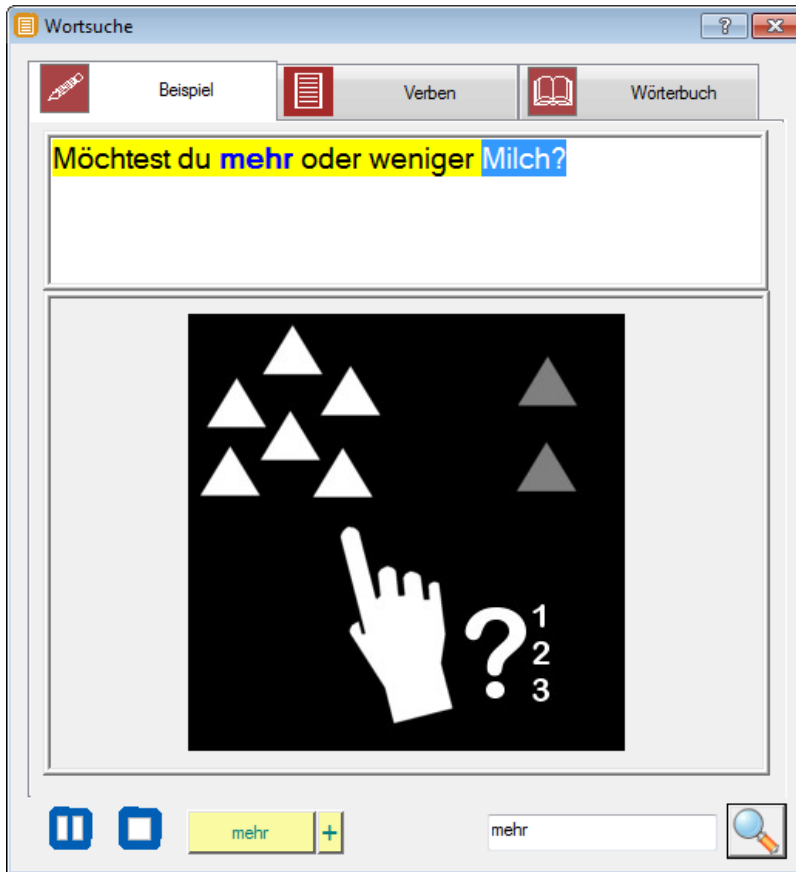 Wortsuche
?
Beispiel
Verben
Wörterbuch
Möchtest du mehr oder weniger Milch?
?
1
2
3
mehr
+
mehr